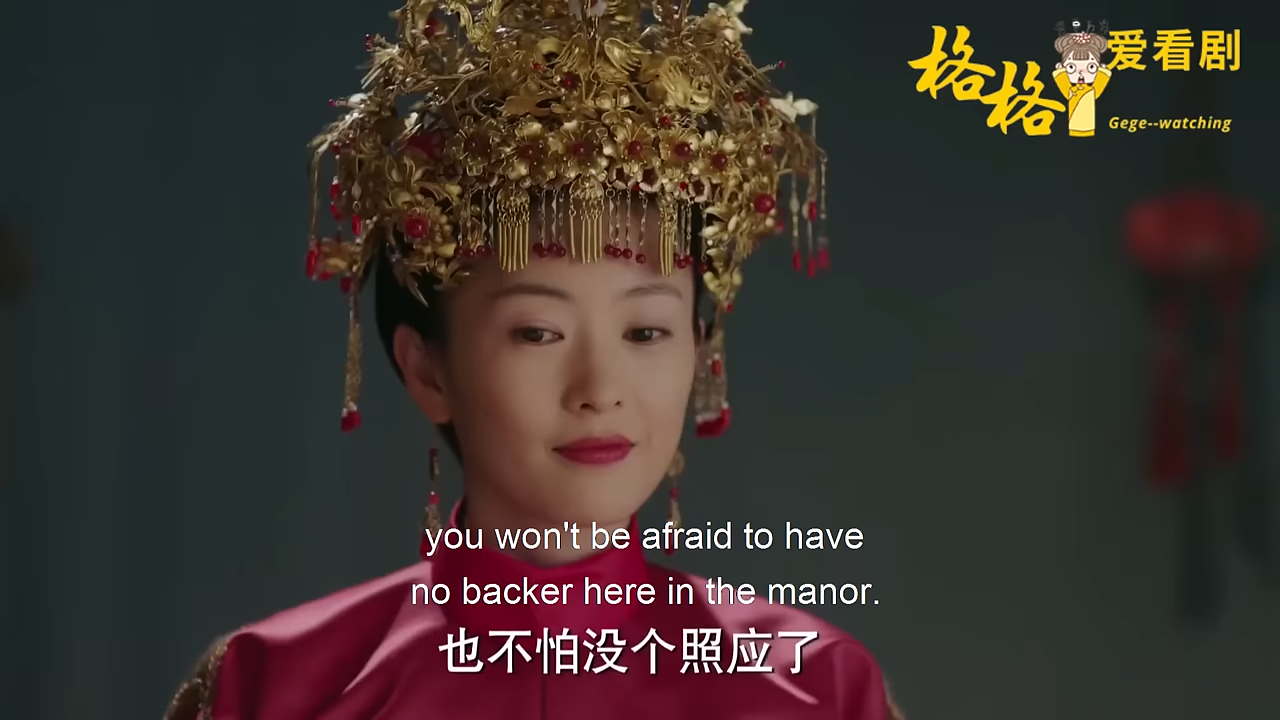 格格爱看剧
Gege--watching
you won't be afraid to have
no backer here in the manor.
也不怕没个照应了